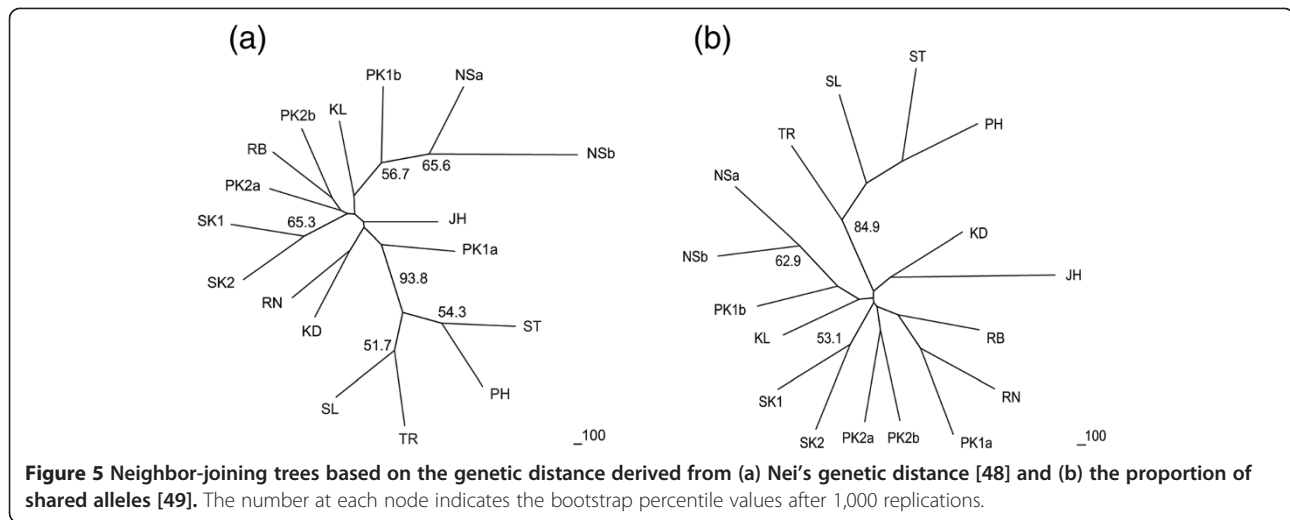 (a)
(b)
PK1b
NSa
KL
PK2b
NSb
RB
56.7
65.6
PK2a
SK1
65.3
JH
PK1a
SK2
93.8
RN
KD
54.3
ST
51.7
PH
SL
TR
_100
ST
SL
PH
TR
NSa
84.9
KD
NSb
62.9
JH
PK1b
KL
RB
53.1
RN
SK1
SK2
PK2a
PK2b
PK1a
_100
Figure 5 Neighbor-joining trees based on the genetic distance derived from (a) Nei's genetic distance [48] and (b) the proportion of
shared alleles [49]. The number at each node indicates the bootstrap percentile values after 1,000 replications.